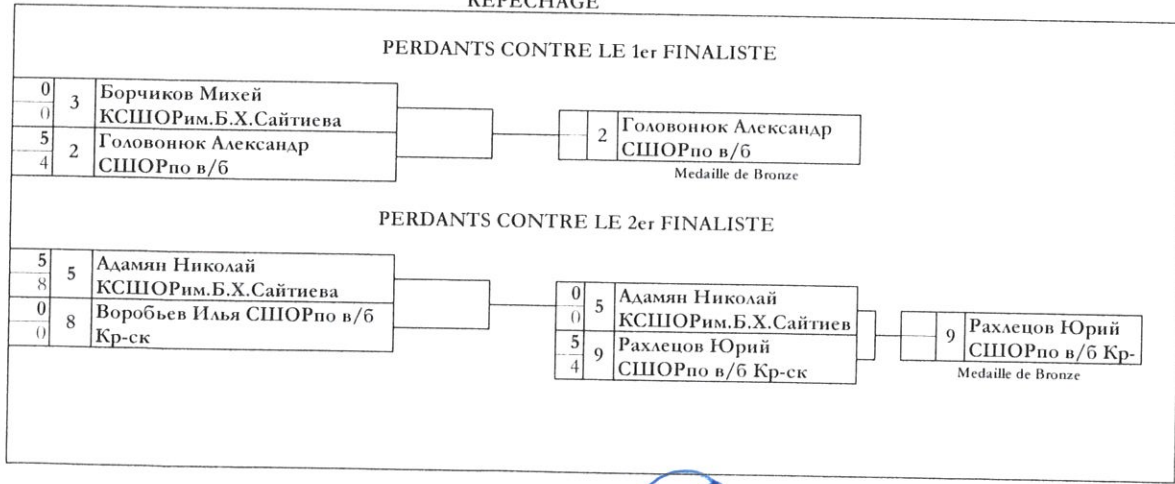 REPECHAGE
PERDANTS CONTRE LE 1er FINALISTE
0
0
3
Борчиков Михей
КСШОРим.Б.Х.Сайтиева
5
4
2
Головонюк Александр
СШОРпо в/б
2
Головонюк Александр
СШОРпо в/б
Medaille de Bronze
PERDANTS CONTRE LE 2er FINALISTE
5
8
5
Адамян Николай
КСШОРим.Б.Х.Сайтиева
0
0
8
Воробьев Илья СШОРпо в/б
Кр-ск
0
0
5
Адамян Николай
КСШОРим.Б.Х.Сайтиев
5
4
9
Рахлецов Юрий
СШОРпо в/б Кр-ск
9
Рахлецов Юрий
СШОРпо в/б Кр-
Medaille de Bronze